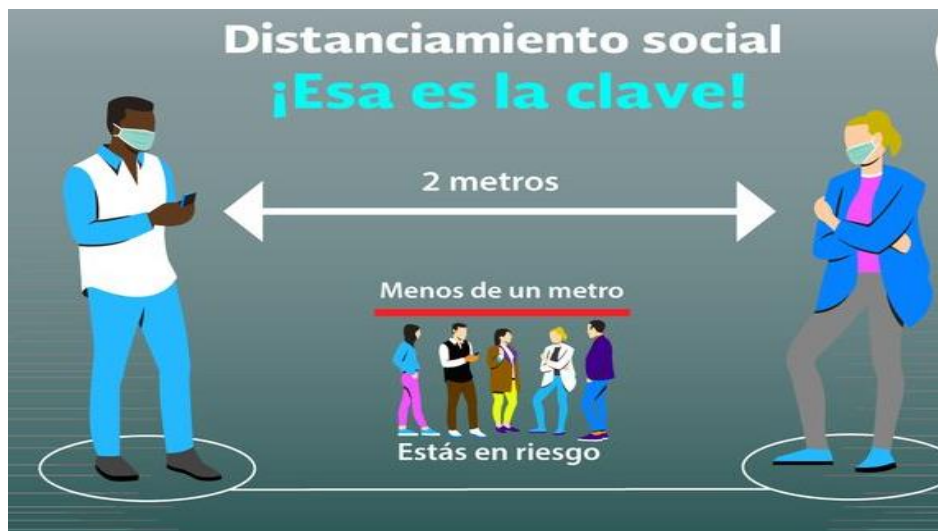 Distanciamiento social
¡Esa es la clave!
2 metros
Menos de un metro
Estás en riesgo